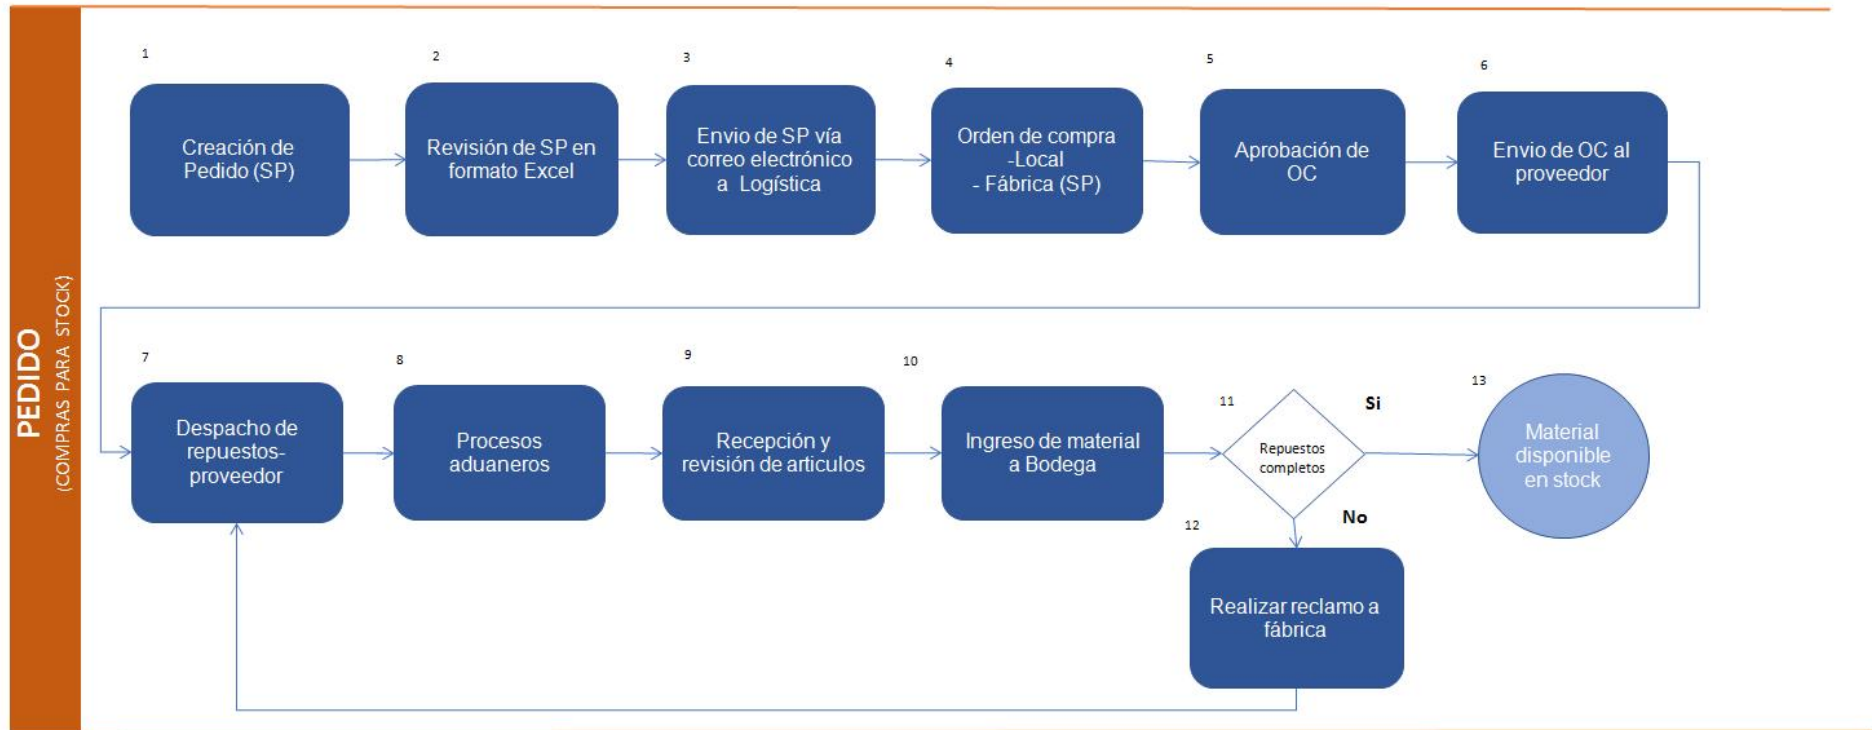 PEDIDO
(COMPRAS PARA STOCK)
1
Creación de
Pedido (SP)
2
Revisión de SP en
formato Excel
3
Envio de SP vía
correo electrónico
a Logística
4
Orden de compra
-Local
- Fábrica (SP)
5
Aprobación de
OC
6
Envio de OC al
proveedor
7
Despacho de
repuestos-
proveedor
8
Procesos
aduaneros
9
Recepción y
revisión de articulos
10
Ingreso de material
a Bodega
11
Repuestos
completos
Si
No
12
Realizar reclamo a
fábrica
13
Material
disponible
en stock